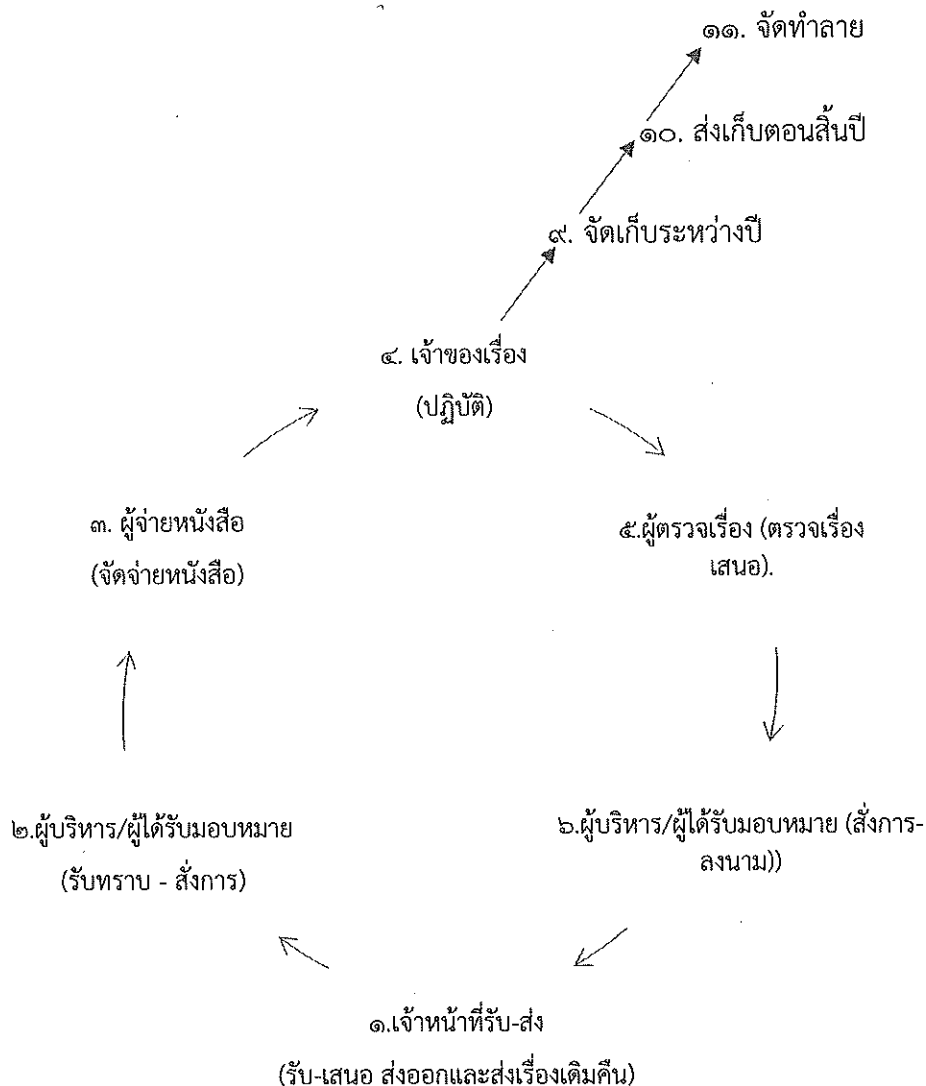 ๑๑. จัดทำลาย
๑๐. ส่งเก็บตอนสิ้นปี
๙. จัดเก็บระหว่างปี
๔. เจ้าของเรื่อง
(ปฏิบัติ)
๓. ผู้จ่ายหนังสือ
(จัดจ่ายหนังสือ)
๕.ผู้ตรวจเรื่อง (ตรวจเรื่อง
เสนอ).
๒.ผู้บริหาร/ผู้ได้รับมอบหมาย
(รับทราบ - สั่งการ)
๖.ผู้บริหาร/ผู้ได้รับมอบหมาย (สั่งการ-
ลงนาม))
๑.เจ้าหน้าที่รับ-ส่ง
(รับ-เสนอ ส่งออกและส่งเรื่องเดิมคืน)